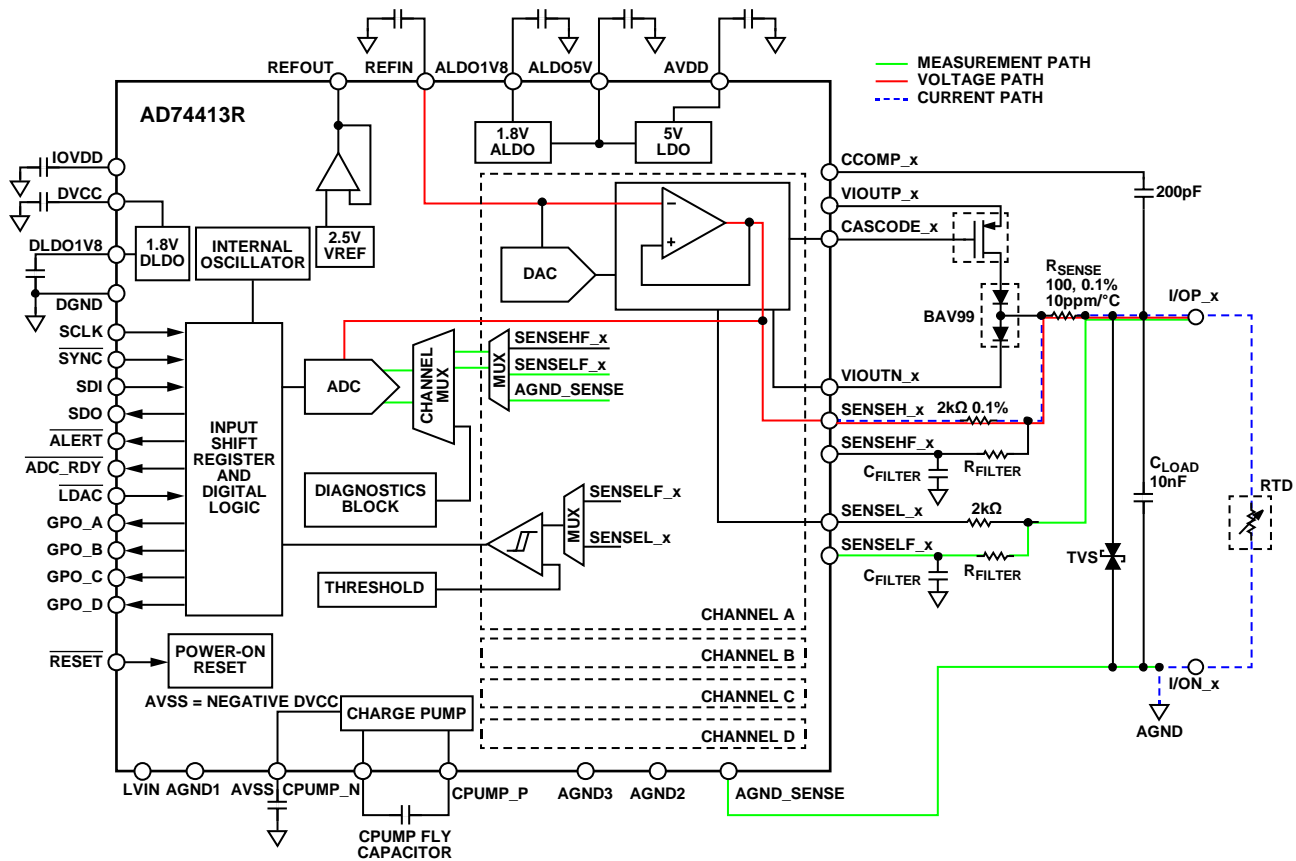 REFOUT
REFIN
ALDO1V8
ALDO5V
AVDD
MEASUREMENT PATH
VOLTAGE PATH
CURRENT PATH
AD74413R
1.8V
ALDO
5V
LDO
IOVDD
DVCC
DLDO1V8
DGND
1.8V
DLDO
INTERNAL
OSCILLATOR
2.5V
VREF
DAC
CCOMP_x
VIOUTP_x
CASCODE_x
200pF
RSENSE
100, 0.1%
10ppm/°C
I/OP_x
BAV99
SCLK
SYNC
SDI
SDO
ALERT
ADC_RDY
LDAC
GPO_A
GPO_B
GPO_C
GPO_D
RESET
INPUT
SHIFT
REGISTER
AND
DIGITAL
LOGIC
ADC
CHANNEL
MUX
MUX
SENSEHF_x
SENSELF_x
AGND_SENSE
VIOUTN_x
SENSEH_x
2kΩ 0.1%
SENSEHF_x
CFILTER
RFILTER
CLOAD
10nF
RTD
DIAGNOSTICS
BLOCK
MUX
SENSELF_x
SENSEL_x
SENSEL_x
2kΩ
SENSELF_x
CFILTER
RFILTER
TVS
THRESHOLD
CHANNEL A
CHANNEL B
CHANNEL C
CHANNEL D
POWER-ON
RESET
AVSS = NEGATIVE DVCC
CHARGE PUMP
I/ON_x
AGND
LVIN
AGND1
AVSS
CPUMP_N
CPUMP_P
AGND3
AGND2
AGND_SENSE
CPUMP FLY
CAPACITOR